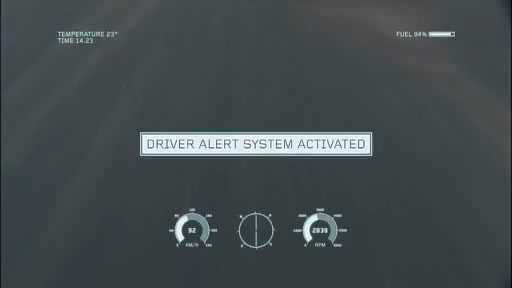 TEMPERATURE 23°
TIME 14.23
FUEL 94%
DRIVER ALERT SYSTEM ACTIVATED
92
KM/H
2839
RPM